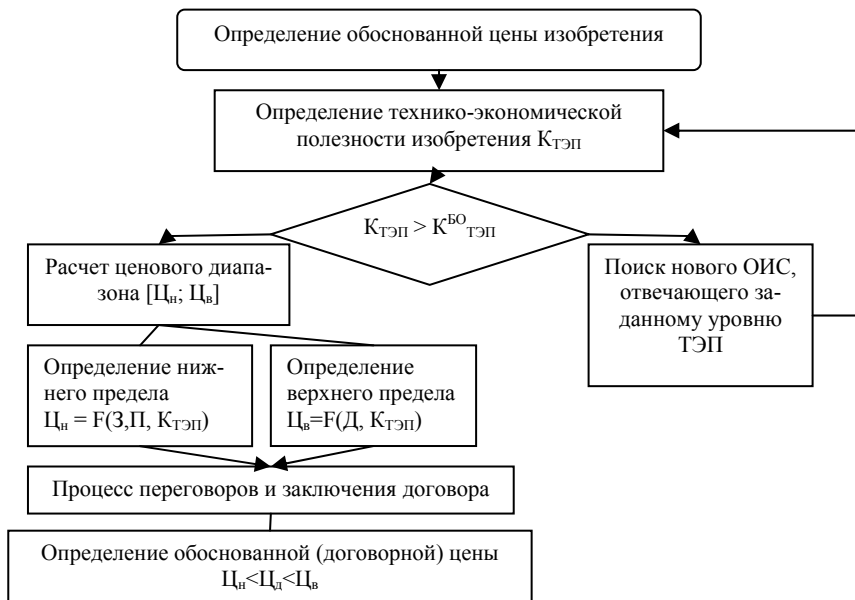 Определение обоснованной цены изобретения
Определение технико-экономической
полезности изобретения КТЭП
КТЭП > КБОТЭП
Расчет ценового диапа-
зона [Цн; Цв]
Поиск нового ОИС,
отвечающего за-
данному уровню
ТЭП
Определение ниж-
него предела
Цн = F(З,П, КТЭП)
Определение
верхнего предела
Цв=F(Д, КТЭП)
Процесс переговоров и заключения договора
Определение обоснованной (договорной) цены
Цн<Цд<Цв